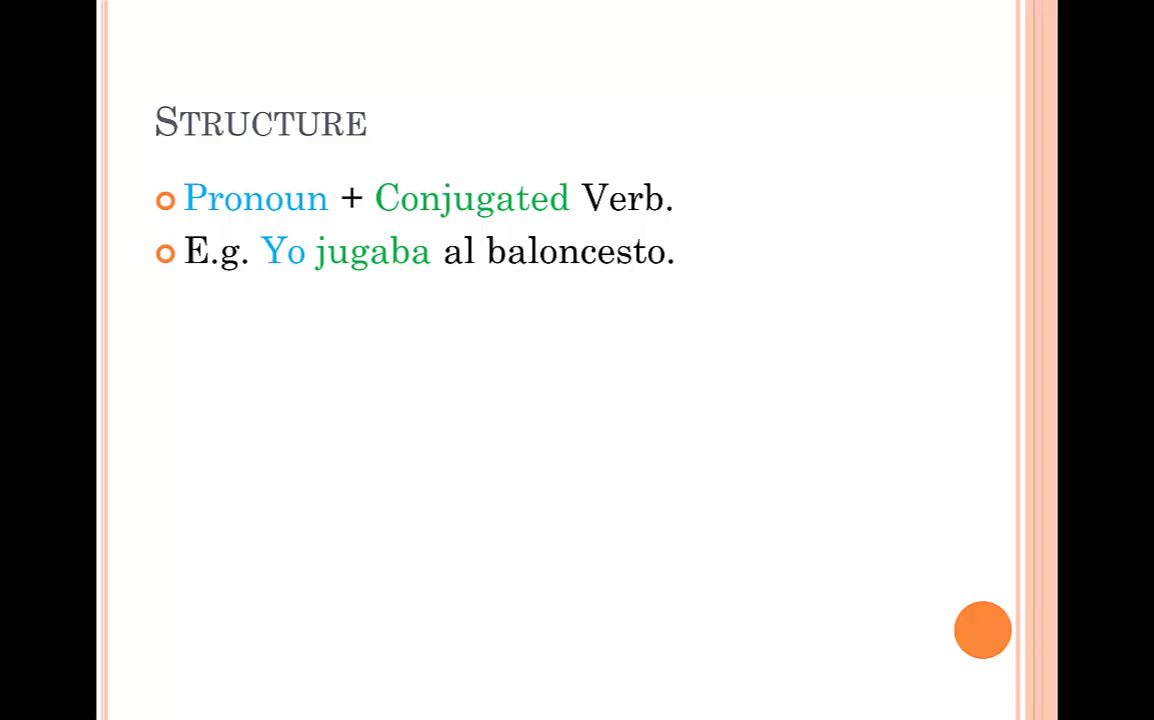 STRUCTURE
Pronoun + Conjugated Verb.
E.g. Yo jugaba al baloncesto.